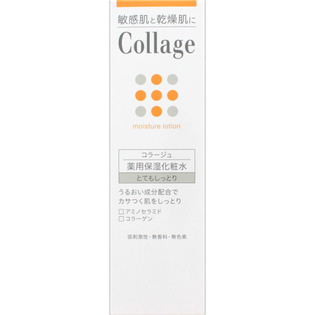 敏感肌と乾燥肌に
Collage
moisture lotion
コラージュ
薬用保湿化粧水
とてもしっとり
うるおい成分配合で
カサつく肌をしっとり
□アミノセラミド
□コラーゲン
低刺激性・無香料・無色素